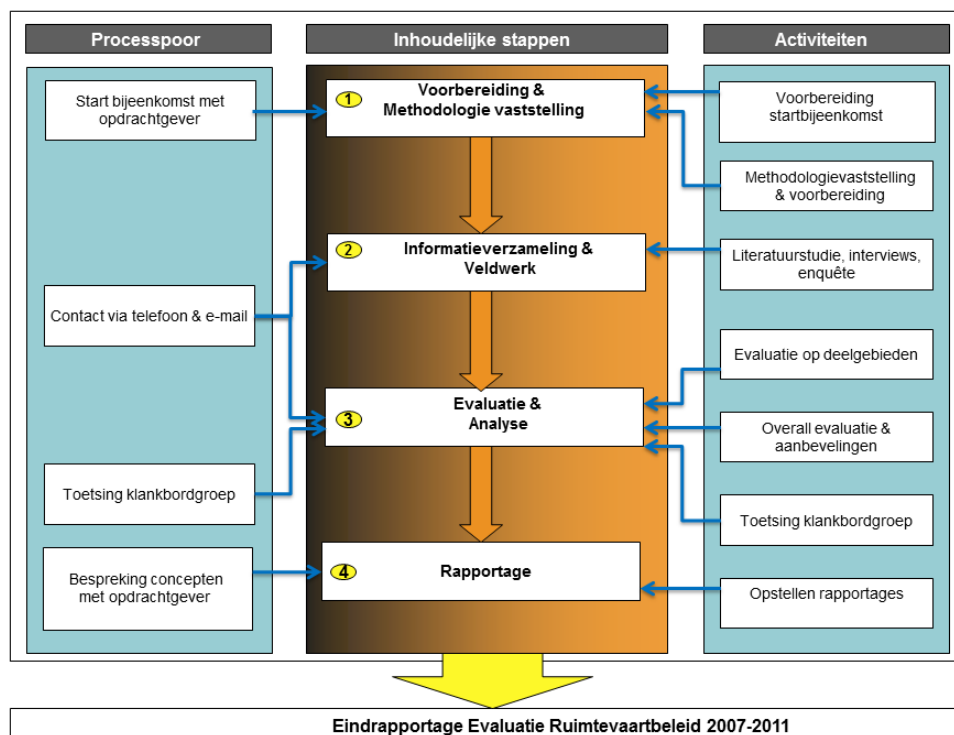 Processpoor
Inhoudelijke stappen
Activiteiten
Start bijeenkomst met
opdrachtgever
Contact via telefoon & e-mail
Toetsing klankbordgroep
Bespreking concepten
met opdrachtgever
1
Voorbereiding &
Methodologie vaststelling
2
Informatieverzameling &
Veldwerk
3
Evaluatie &
Analyse
4
Rapportage
Voorbereiding
startbijeenkomst
Methodologievaststelling
& voorbereiding
Literatuurstudie, interviews,
enquête
Evaluatie op deelgebieden
Overall evaluatie &
aanbevelingen
Toetsing klankbordgroep
Opstellen rapportages
Eindrapportage Evaluatie Ruimtevaartbeleid 2007-2011